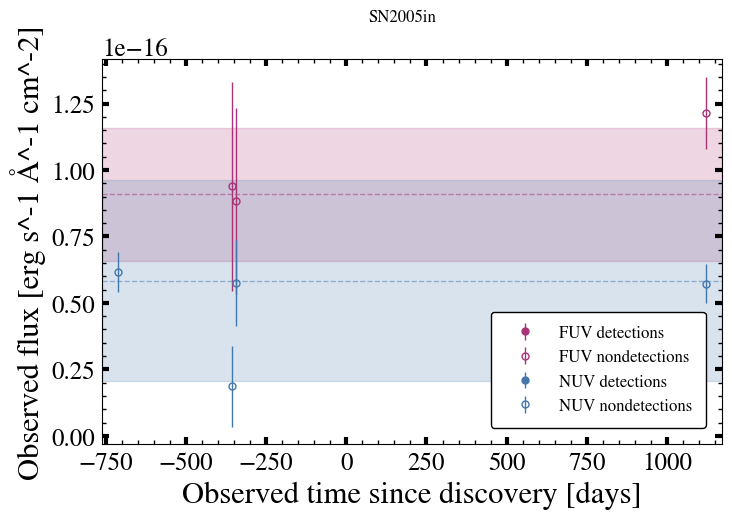 SN2005in
1e−16
Observed flux [erg s^-1 Å^-1 cm^-2]
1.25
1.00
0.75
0.50
0.25
0.00
FUV detections
FUV nondetections
NUV detections
NUV nondetections
−750 −500 −250 0 250 500 750 1000
Observed time since discovery [days]